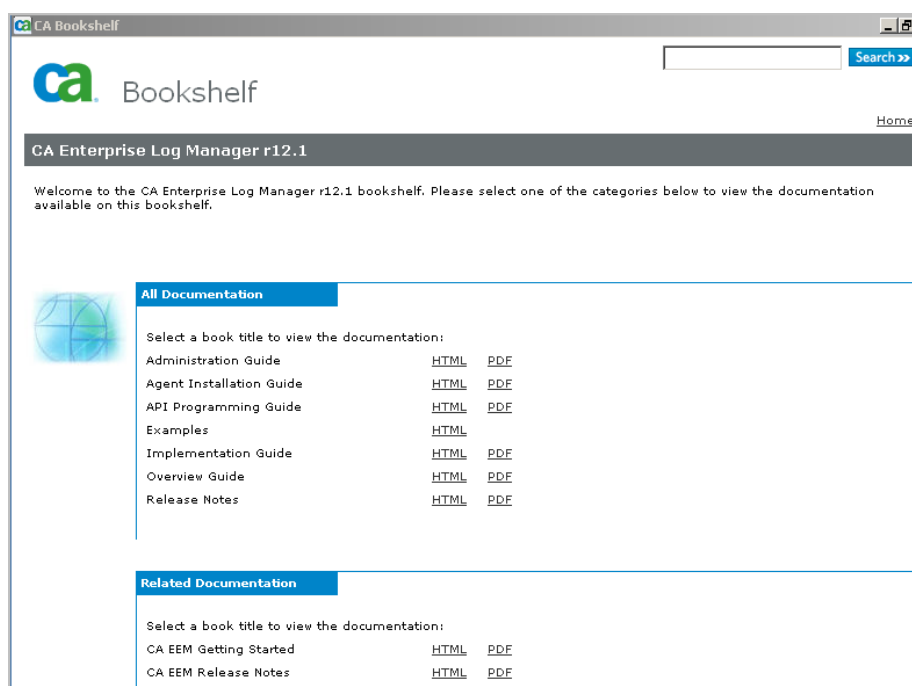 CA Bookshelf
Search
ca Bookshelf
Home
CA Enterprise Log Manager r12.1
Welcome to the CA Enterprise Log Manager r12.1 bookshelf. Please select one of the categories below to view the documentation
available on this bookshelf.
All Documentation
Select a book title to view the documentation:
Administration Guide HTML PDF
Agent Installation Guide HTML PDF
API Programming Guide HTML PDF
Examples HTML
Implementation Guide HTML PDF
Overview Guide HTML PDF
Release Notes HTML PDF
Related Documentation
Select a book title to view the documentation:
CA EEM Getting Started HTML PDF
CA EEM Release Notes HTML PDF